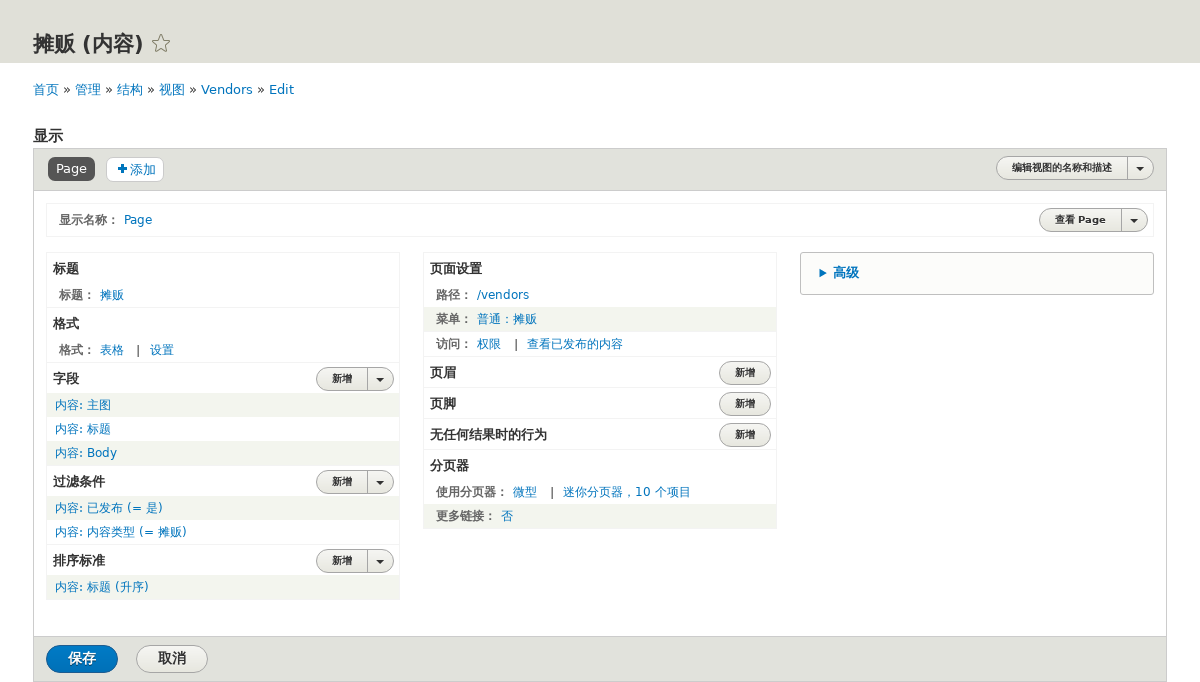 摊贩 (内容)
首页 » 管理 » 结构 » 视图 » Vendors » Edit
显示
Page
添加
编辑视图的名称和描述
显示名称： Page
查看 Page
标题
标题： 摊贩
格式
格式： 表格 | 设置
字段
新增
内容: 主图
内容: 标题
内容: Body
过滤条件
新增
内容: 已发布 (= 是)
内容: 内容类型 (= 摊贩)
排序标准
新增
内容: 标题 (升序)
页面设置
路径： /vendors
菜单： 普通：摊贩
访问： 权限 | 查看已发布的内容
页眉
新增
页脚
新增
无任何结果时的行为
新增
分页器
使用分页器： 微型 | 迷你分页器，10 个项目
更多链接： 否
高级
保存
取消